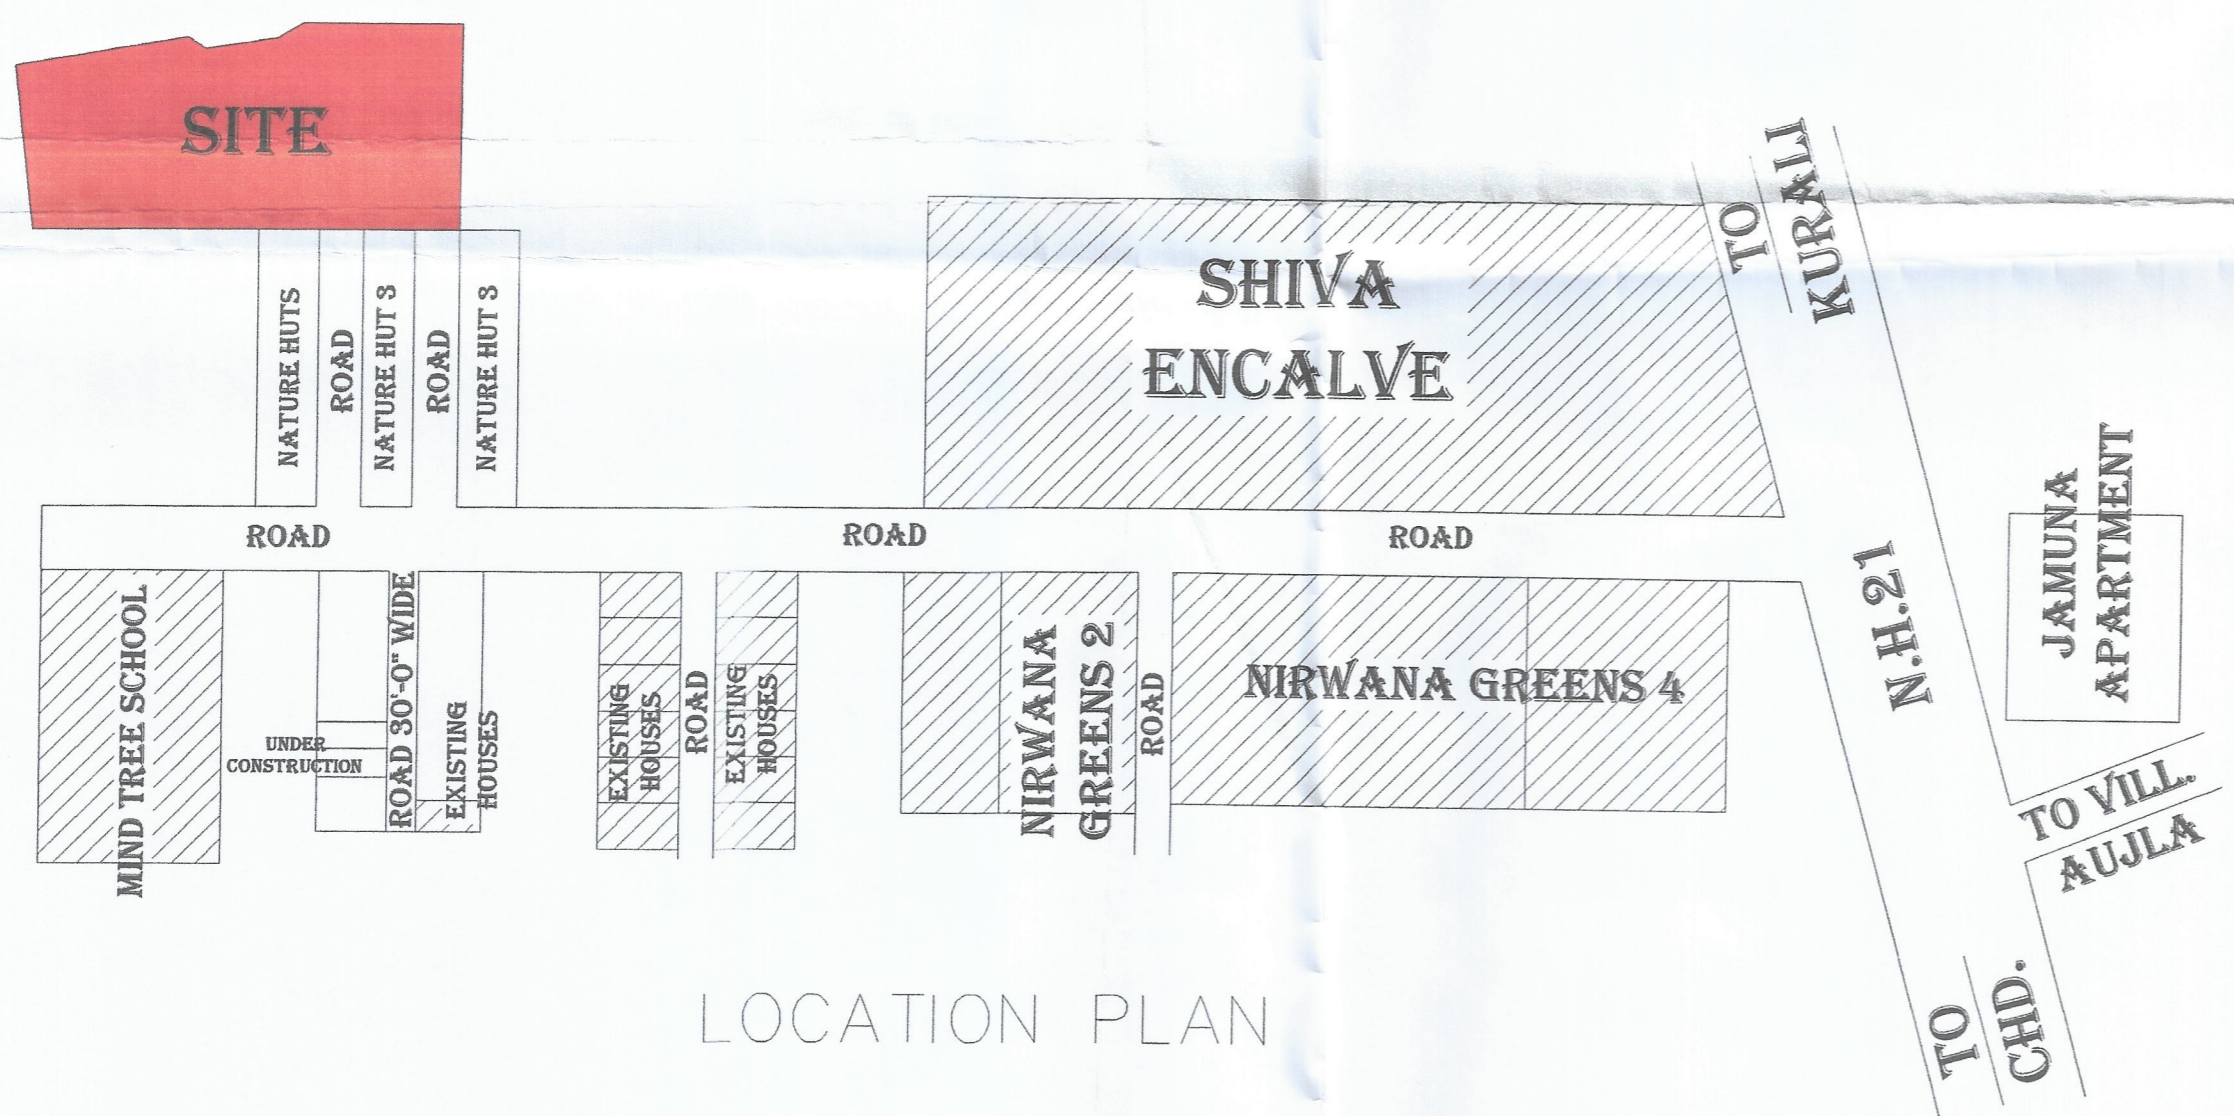 SITE
TO
KURALI
SHIVA
ENCALVE
NATURE HUTS
ROAD
NATURE HUT 3
ROAD
NATURE HUT 3
ROAD
ROAD
ROAD
N.H.21
JAMUNA
APARTMENT
MIND TREE SCHOOL
UNDER
CONSTRUCTION
ROAD 30'-0" WIDE
EXISTING
HOUSES
EXISTING
HOUSES
ROAD
EXISTING
HOUSES
NIRWANA
GREENS 2
ROAD
NIRWANA GREENS 4
TO VILL.
AUJLA
TO
CHD.
LOCATION PLAN